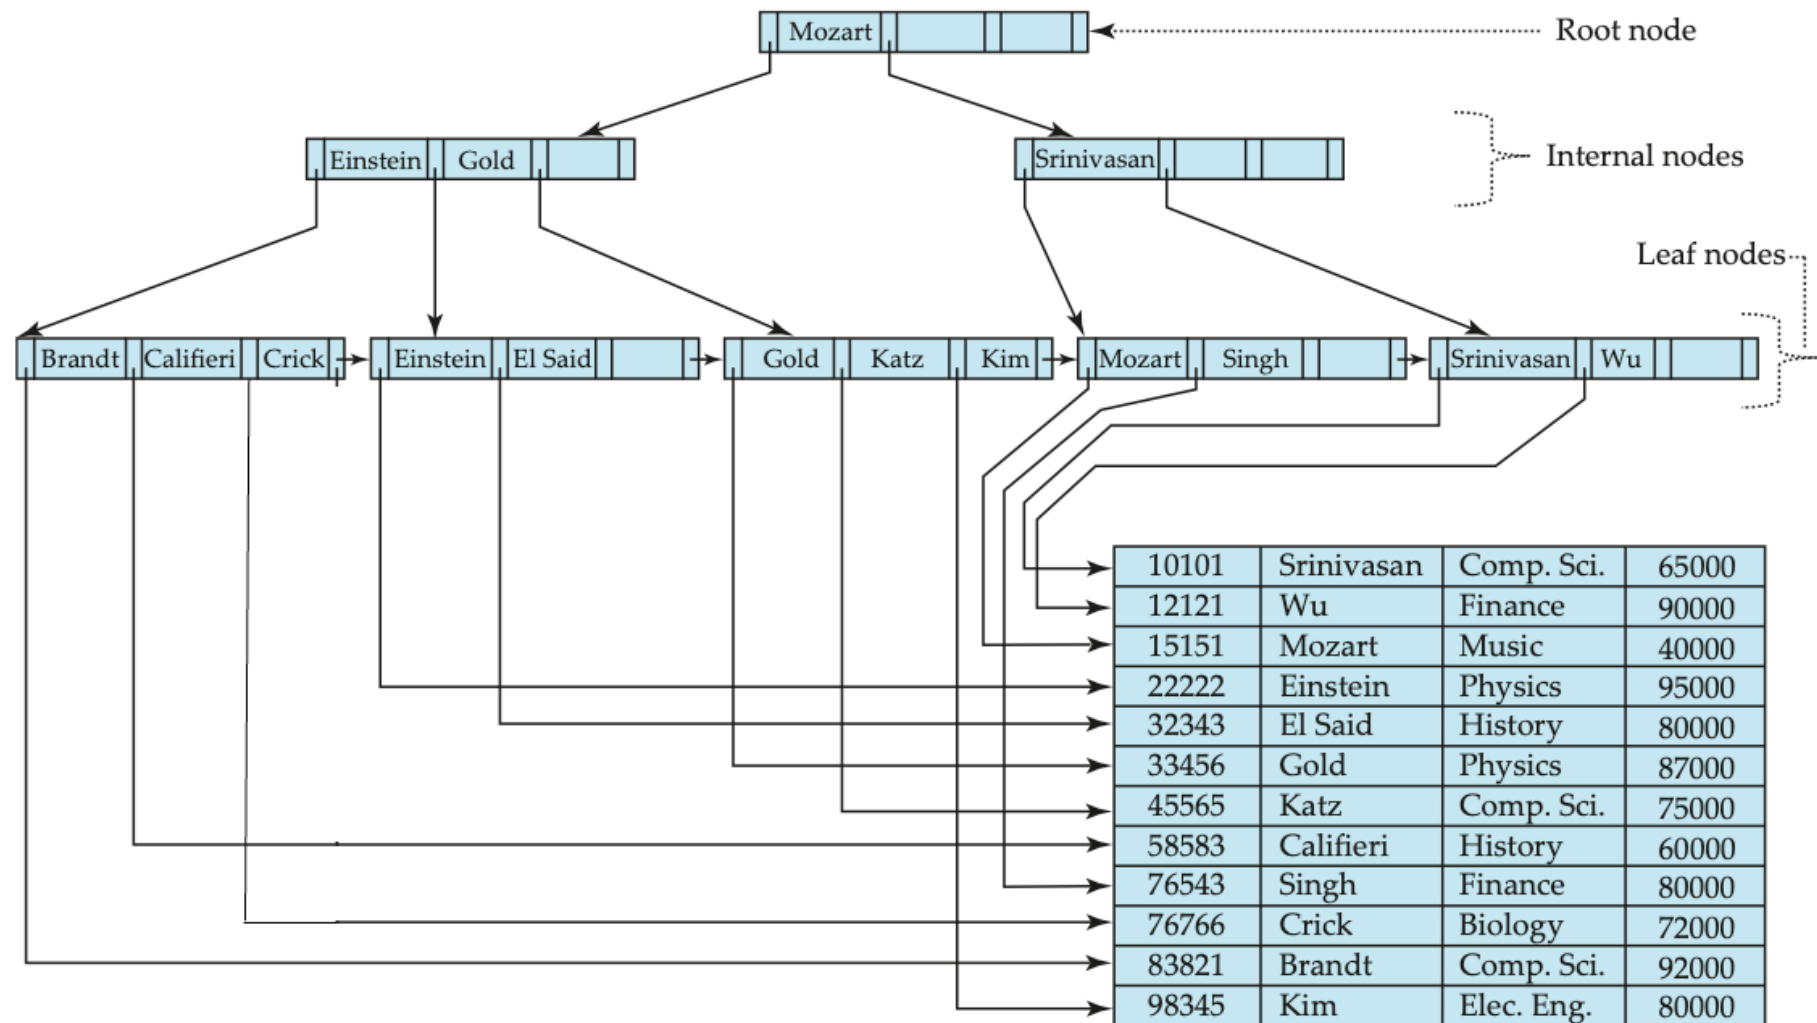 Mozart
Root node
Einstein Gold
Srinivasan
Internal nodes
Leaf nodes
Brandt Califieri Crick
Einstein El Said
Gold Katz Kim
Mozart Singh
Srinivasan Wu
10101 Srinivasan Comp. Sci. 65000
12121 Wu Finance 90000
15151 Mozart Music 40000
22222 Einstein Physics 95000
32343 El Said History 80000
33456 Gold Physics 87000
45565 Katz Comp. Sci. 75000
58583 Califieri History 60000
76543 Singh Finance 80000
76766 Crick Biology 72000
83821 Brandt Comp. Sci. 92000
98345 Kim Elec. Eng. 80000